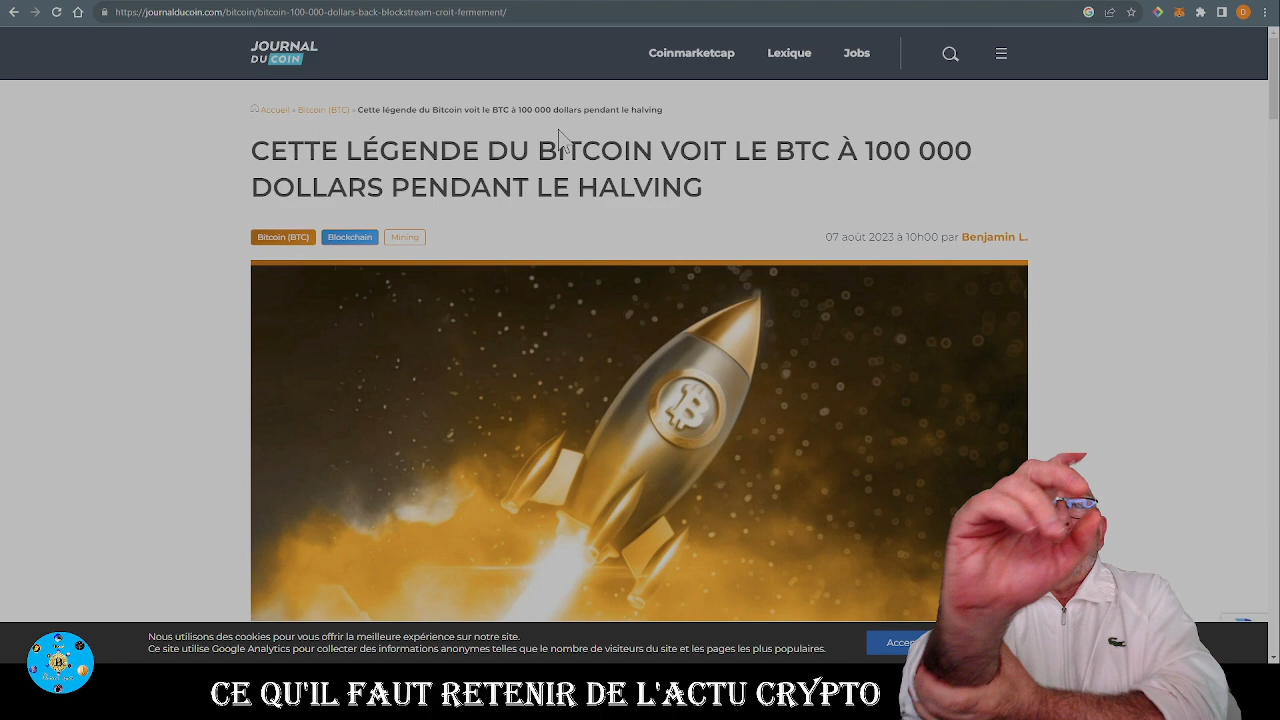 https://journalducoin.com/bitcoin/bitcoin-100-000-dollars-back-blockstream-croit-fermement/
D
JOURNAL
DU COIN
Coinmarketcap Lexique Jobs
Accueil » Bitcoin (BTC) » Cette légende du Bitcoin voit le BTC à 100 000 dollars pendant le halving
CETTE LÉGENDE DU BITCOIN VOIT LE BTC À 100 000
DOLLARS PENDANT LE HALVING
Bitcoin (BTC) Blockchain Mining
07 août 2023 à 10h00 par Benjamin L.
Nous utilisons des cookies pour vous offrir la meilleure expérience sur notre site.
Ce site utilise Google Analytics pour collecter des informations anonymes telles que le nombre de visiteurs du site et les pages les plus populaires.
CE QU'IL FAUT RETENIR DE L'ACTU CRYPTO